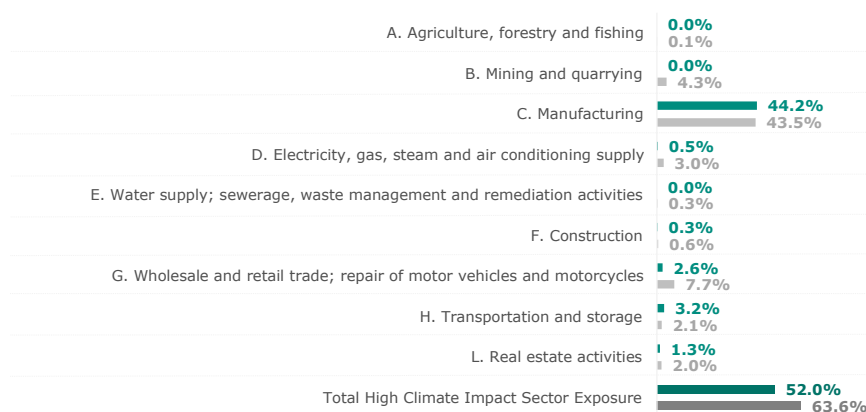 A. Agriculture, forestry and fishing
0.0%
0.1%
B. Mining and quarrying
0.0%
4.3%
C. Manufacturing
44.2%
43.5%
D. Electricity, gas, steam and air conditioning supply
0.5%
3.0%
E. Water supply; sewerage, waste management and remediation activities
0.0%
0.3%
F. Construction
0.3%
0.6%
G. Wholesale and retail trade; repair of motor vehicles and motorcycles
2.6%
7.7%
H. Transportation and storage
3.2%
2.1%
L. Real estate activities
1.3%
2.0%
Total High Climate Impact Sector Exposure
52.0%
63.6%